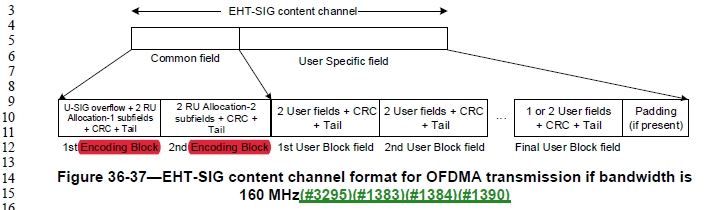 3
4
5
6
7
8
9
10
11
12
13
14
15
EHT-SIG content channel
Common field
User Specific field
U-SIG overflow + 2 RU
Allocation-1 subfields
+ CRC + Tail
2 RU Allocation-2
subfields + CRC +
Tail
2 User fields + CRC
+ Tail
2 User fields + CRC
+ Tail
...
1 or 2 User fields
+ CRC + Tail
Padding
(if present)
1st Encoding Block
2nd Encoding Block
1st User Block field
2nd User Block field
Final User Block field
Figure 36-37—EHT-SIG content channel format for OFDMA transmission if bandwidth is
160 MHz(#3295)(#1383)(#1384)(#1390)